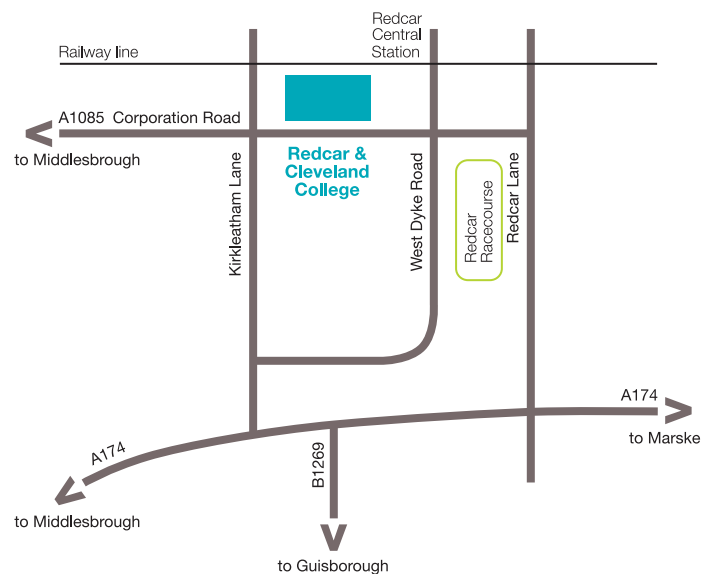 Redcar
Central
Station
Railway line
A1085 Corporation Road
to Middlesbrough
Redcar &
Cleveland
College
Kirkleatham Lane
West Dyke Road
Redcar
Racecourse
Redcar Lane
A174
to Marske
A174
B1269
to Middlesbrough
to Guisborough